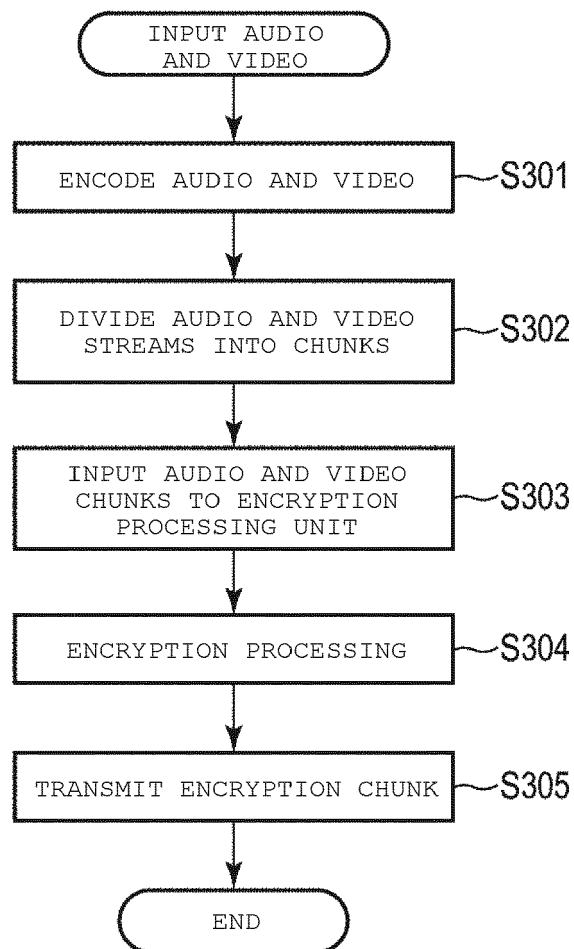 INPUT AUDIO
AND VIDEO
ENCODE AUDIO AND VIDEO
S301
DIVIDE AUDIO AND VIDEO
STREAMS INTO CHUNKS
S302
INPUT AUDIO AND VIDEO
CHUNKS TO ENCRYPTION
PROCESSING UNIT
S303
ENCRYPTION PROCESSING
S304
TRANSMIT ENCRYPTION CHUNK
S305
END